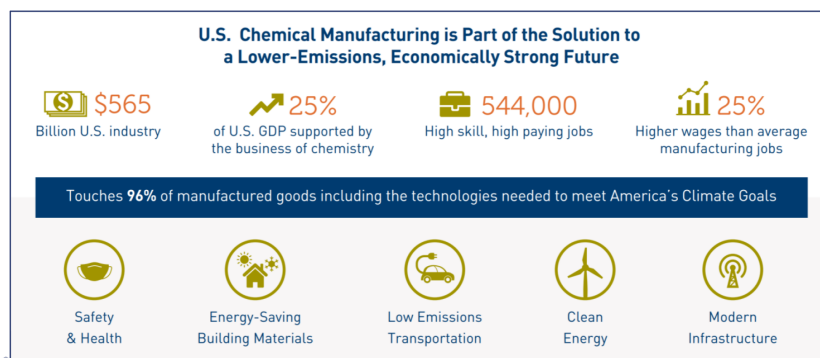 U.S. Chemical Manufacturing is Part of the Solution to
a Lower-Emissions, Economically Strong Future
$565
Billion U.S. industry
25%
of U.S. GDP supported by
the business of chemistry
544,000
High skill, high paying jobs
25%
Higher wages than average
manufacturing jobs
Touches 96% of manufactured goods including the technologies needed to meet America's Climate Goals
Safety
& Health
Energy-Saving
Building Materials
Low Emissions
Transportation
Clean
Energy
Modern
Infrastructure